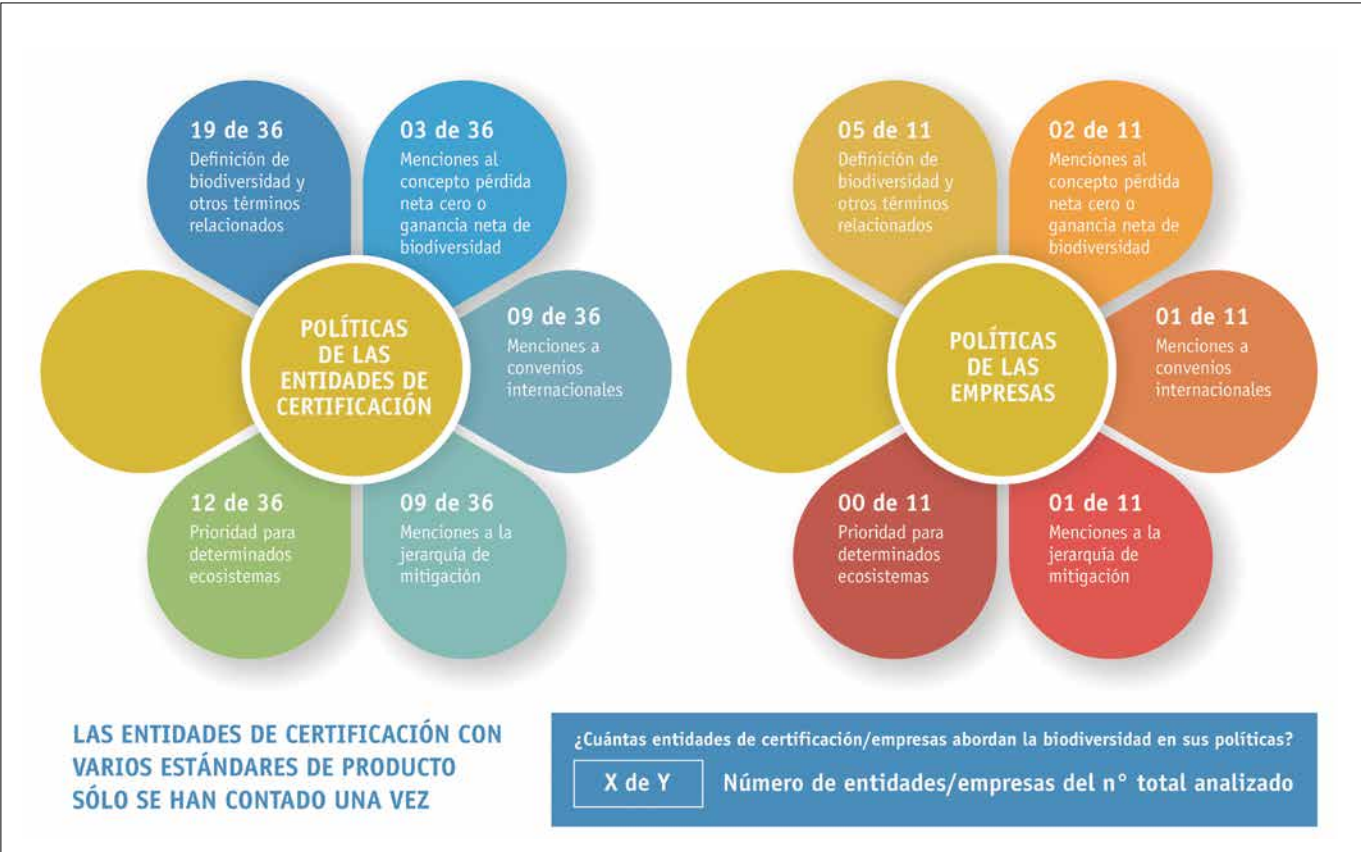 19 de 36
Definición de
biodiversidad y
otros términos
relacionados
03 de 36
Menciones al
concepto pérdida
neta cero o
ganancia neta de
biodiversidad
09 de 36
Menciones a
convenios
internacionales
09 de 36
Menciones a la
jerarquía de
mitigación
12 de 36
Prioridad para
determinados
ecosistemas
POLÍTICAS
DE LAS
ENTIDADES DE
CERTIFICACIÓN
05 de 11
Definición de
biodiversidad y
otros términos
relacionados
02 de 11
Menciones al
concepto pérdida
neta cero o
ganancia neta de
biodiversidad
01 de 11
Menciones a
convenios
internacionales
01 de 11
Menciones a la
jerarquía de
mitigación
00 de 11
Prioridad para
determinados
ecosistemas
POLÍTICAS
DE LAS
EMPRESAS
LAS ENTIDADES DE CERTIFICACIÓN CON
VARIOS ESTÁNDARES DE PRODUCTO
SÓLO SE HAN CONTADO UNA VEZ
¿Cuántas entidades de certificación/empresas abordan la biodiversidad en sus políticas?
X de Y
Número de entidades/empresas del n° total analizado